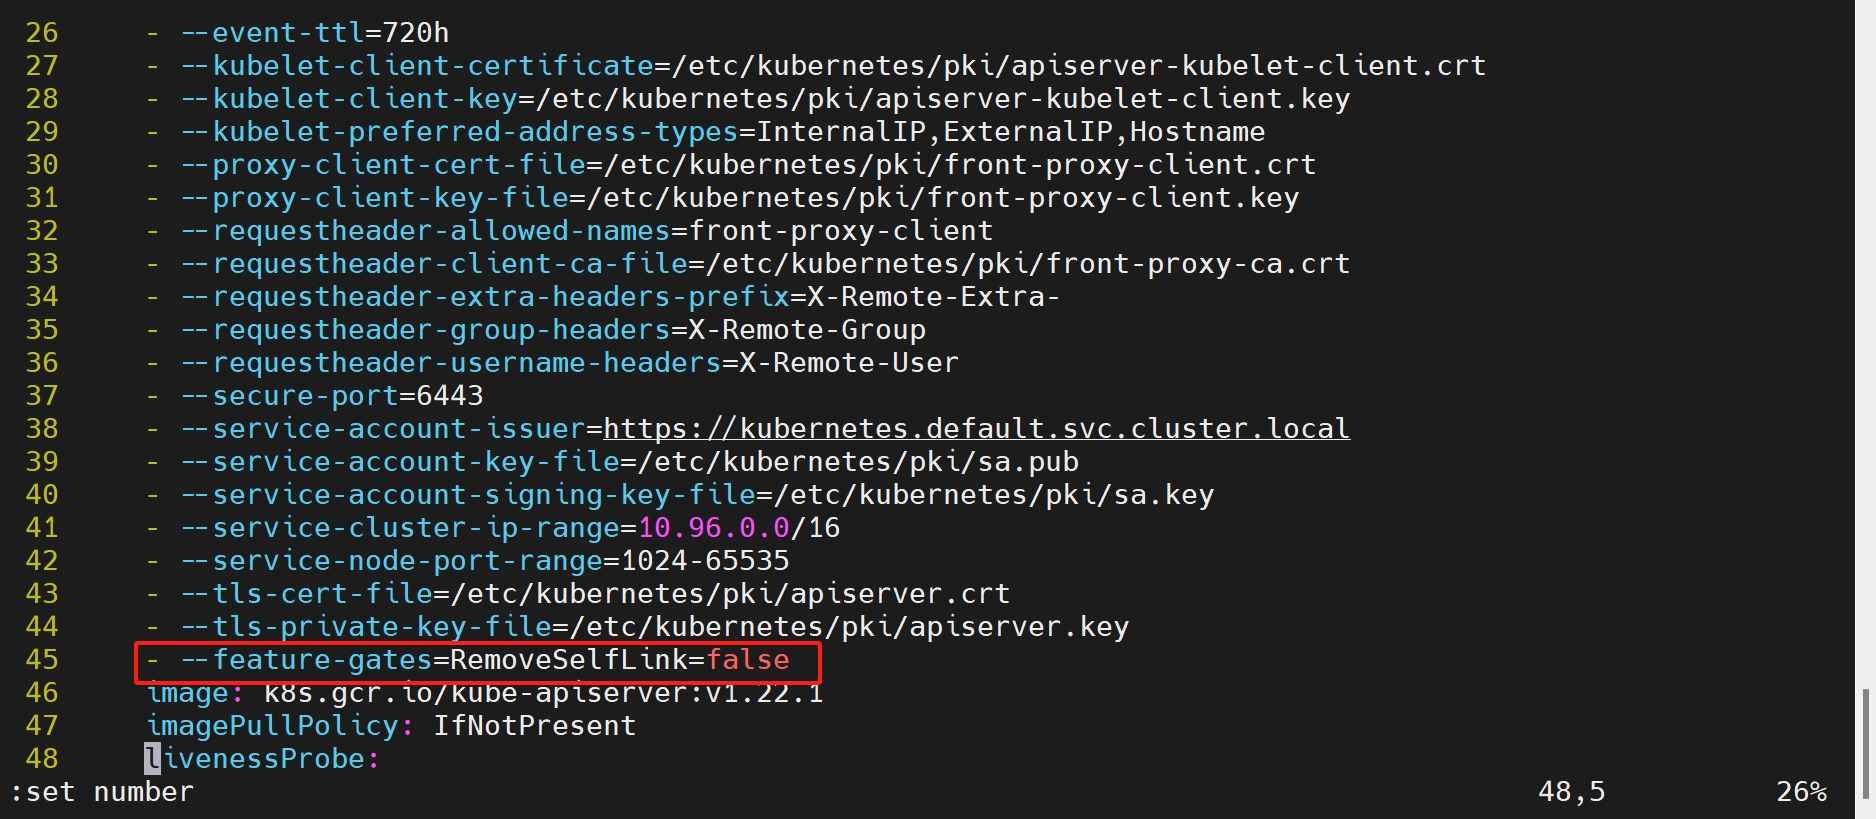 26 - --event-ttl=720h
27 - --kubelet-client-certificate=/etc/kubernetes/pki/apiserver-kubelet-client.crt
28 - --kubelet-client-key=/etc/kubernetes/pki/apiserver-kubelet-client.key
29 - --kubelet-preferred-address-types=InternalIP,ExternalIP,Hostname
30 - --proxy-client-cert-file=/etc/kubernetes/pki/front-proxy-client.crt
31 - --proxy-client-key-file=/etc/kubernetes/pki/front-proxy-client.key
32 - --requestheader-allowed-names=front-proxy-client
33 - --requestheader-client-ca-file=/etc/kubernetes/pki/front-proxy-ca.crt
34 - --requestheader-extra-headers-prefix=X-Remote-Extra-
35 - --requestheader-group-headers=X-Remote-Group
36 - --requestheader-username-headers=X-Remote-User
37 - --secure-port=6443
38 - --service-account-issuer=https://kubernetes.default.svc.cluster.local
39 - --service-account-key-file=/etc/kubernetes/pki/sa.pub
40 - --service-account-signing-key-file=/etc/kubernetes/pki/sa.key
41 - --service-cluster-ip-range=10.96.0.0/16
42 - --service-node-port-range=1024-65535
43 - --tls-cert-file=/etc/kubernetes/pki/apiserver.crt
44 - --tls-private-key-file=/etc/kubernetes/pki/apiserver.key
45 - --feature-gates=RemoveSelfLink=false
46 image: k8s.gcr.io/kube-apiserver:v1.22.1
47 imagePullPolicy: IfNotPresent
48 livenessProbe:
:set number 48,5 26%